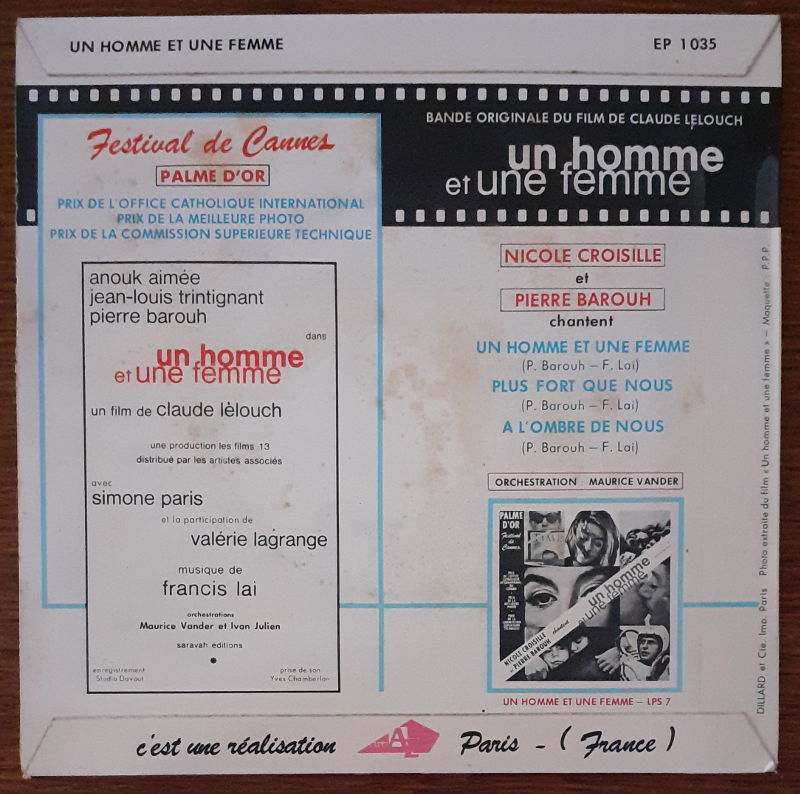 UN HOMME ET UNE FEMME
EP 1035
BANDE ORIGINALE DU FILM DE CLAUDE LELOUCH
un homme
et une femme
Festival de Cannes
PALME D'OR
PRIX DE L'OFFICE CATHOLIQUE INTERNATIONAL
PRIX DE LA MEILLEURE PHOTO
PRIX DE LA COMMISSION SUPERIEURE TECHNIQUE
anouk aimée
jean-louis trintignant
pierre barouh
dans
un homme
et une femme
un film de claude lèlouch
une production les films 13
distribué par les artistes associés
avec
simone paris
et la participation de
valérie lagrange
musique de
francis lai
orchestrations
Maurice Vander et Ivan Julien
saravah éditions
enregistrement
Studio Davout
prise de son
Yves Chamberlan
NICOLE CROISILLE
et
PIERRE BAROUH
chantent
UN HOMME ET UNE FEMME
(P. Barouh – F. Lai)
PLUS FORT QUE NOUS
(P. Barouh – F. Lai)
A L'OMBRE DE NOUS
(P. Barouh – F. Lai)
ORCHESTRATION MAURICE VANDER
PALME
D'OR
Festival
de
Cannes
un homme
et une femme
NICOLE CROISILLE chantent
PIERRE BAROUH
UN HOMME ET UNE FEMME – LPS 7
DILLARD et Cie. Imp. Paris Photo extraite du film « Un homme et une femme » – Maquette : P.P.P.
c'est une réalisation
AL
Paris - ( France )